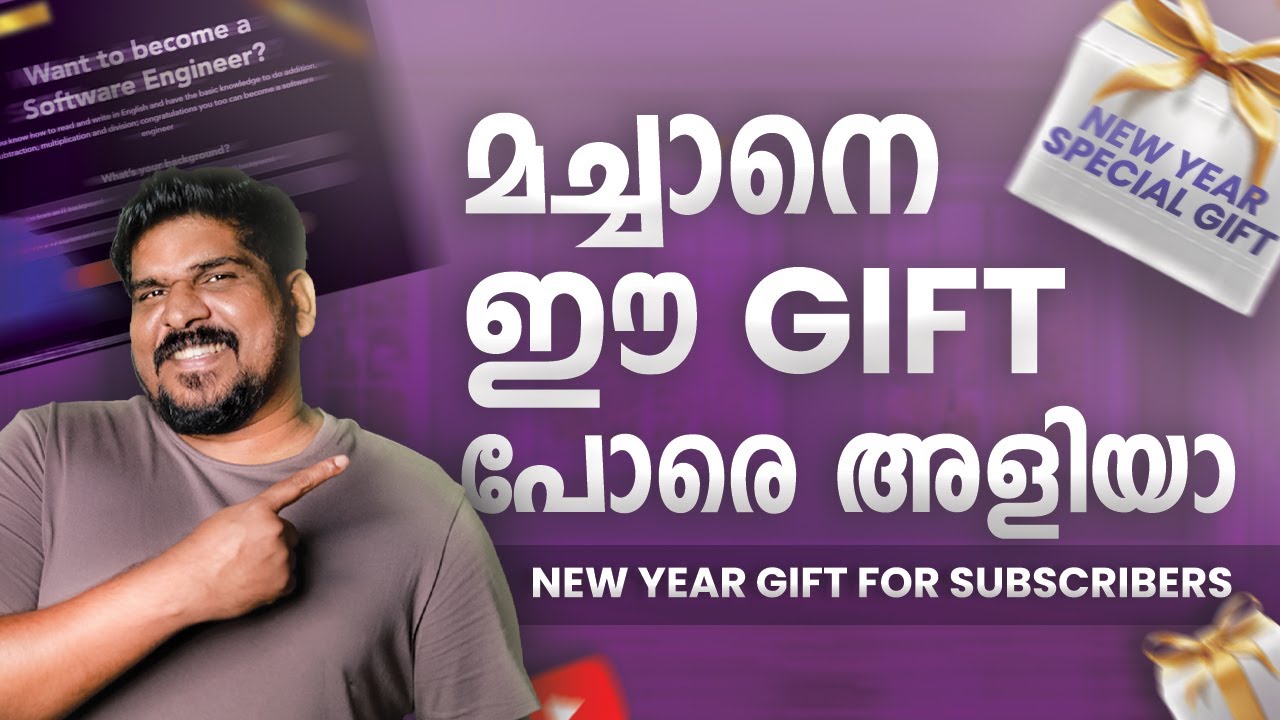 Want to become a
Software Engineer?
you know how to read and write in English and have the basic knowledge to do addition,
subtraction, multiplication and division; congratulations you too can become a software
engineer
What's your background?
NEW YEAR
SPECIAL GIFT
മച്ചാനെ
ഈ GIFT
പോരെ അളിയാ
NEW YEAR GIFT FOR SUBSCRIBERS